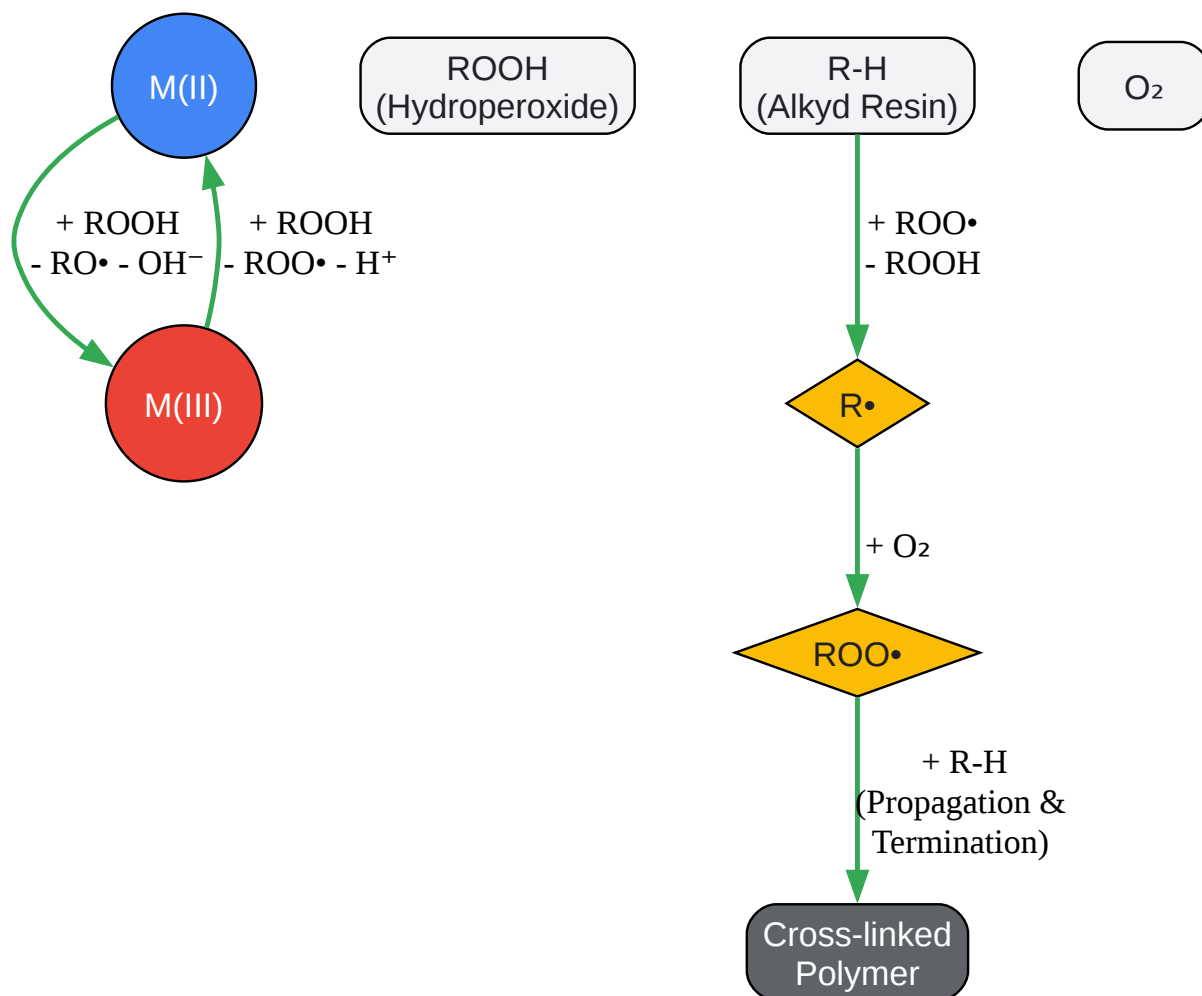 M(II)
ROOH
(Hydroperoxide)
R-H
(Alkyd Resin)
O₂
+ ROOH
- RO• - OH⁻
+ ROOH
- ROO• - H⁺
+ ROO•
- ROOH
M(III)
R•
+ O₂
ROO•
+ R-H
(Propagation &
Termination)
Cross-linked
Polymer